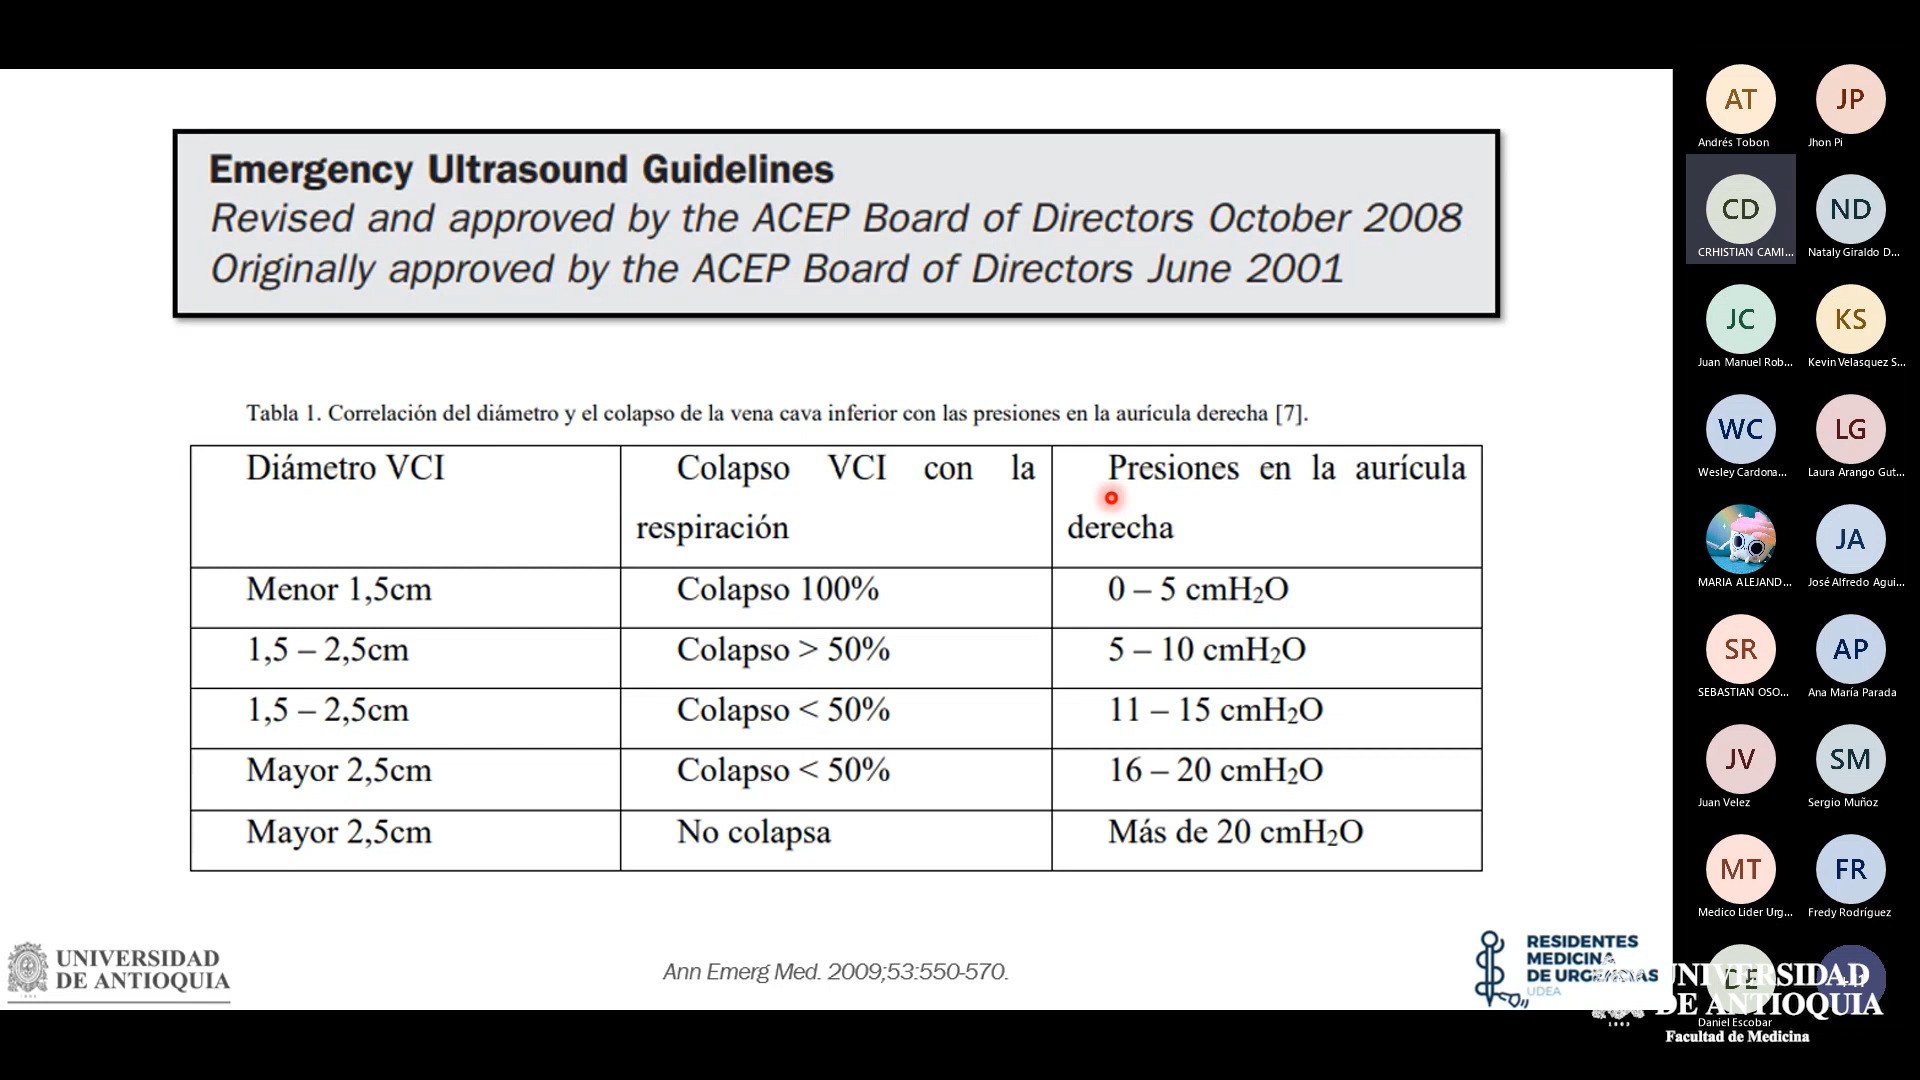 Emergency Ultrasound Guidelines
Revised and approved by the ACEP Board of Directors October 2008
Originally approved by the ACEP Board of Directors June 2001
Tabla 1. Correlación del diámetro y el colapso de la vena cava inferior con las presiones en la aurícula derecha [7].
Diámetro VCI
Colapso VCI con la
respiración
Presiones en la aurícula
derecha
Menor 1,5cm
Colapso 100%
0 – 5 cmH₂O
1,5 – 2,5cm
Colapso > 50%
5 – 10 cmH₂O
1,5 – 2,5cm
Colapso < 50%
11 – 15 cmH₂O
Mayor 2,5cm
Colapso < 50%
16 – 20 cmH₂O
Mayor 2,5cm
No colapsa
Más de 20 cmH₂O
UNIVERSIDAD
DE ANTIOQUIA
1803
Ann Emerg Med. 2009;53:550-570.
RESIDENTES
MEDICINA
DE URGENCIAS
UDEA
AT
Andrés Tobon
JP
Jhon Pi
CD
CRHISTIAN CAMI...
ND
Nataly Giraldo D...
JC
Juan Manuel Rob...
KS
Kevin Velasquez S...
WC
Wesley Cardona...
LG
Laura Arango Gut...
MARIA ALEJAND...
JA
José Alfredo Agui...
SR
SEBASTIAN OSO...
AP
Ana María Parada
JV
Juan Velez
SM
Sergio Muñoz
MT
Medico Lider Urg...
FR
Fredy Rodríguez
DE
Daniel Escobar
UNIVERSIDAD
DE ANTIOQUIA
1803
Facultad de Medicina